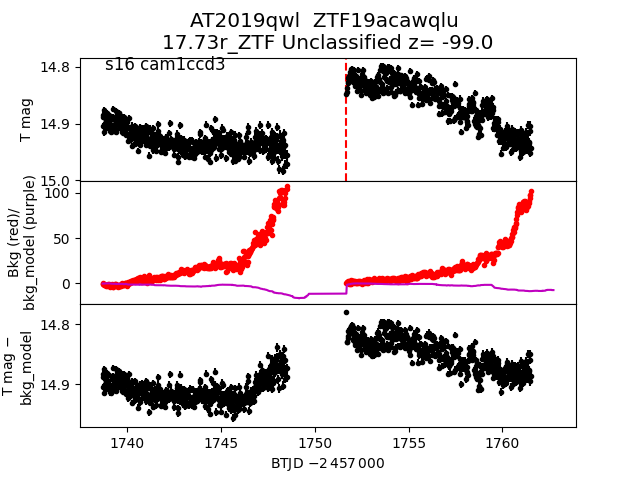 AT2019qwl ZTF19acawqlu
17.73r_ZTF Unclassified z= -99.0
s16 cam1ccd3
T mag
14.8
14.9
15.0
Bkg (red)/
bkg_model (purple)
100
50
0
T mag −
bkg_model
14.8
14.9
1740
1745
1750
1755
1760
BTJD −2 457 000